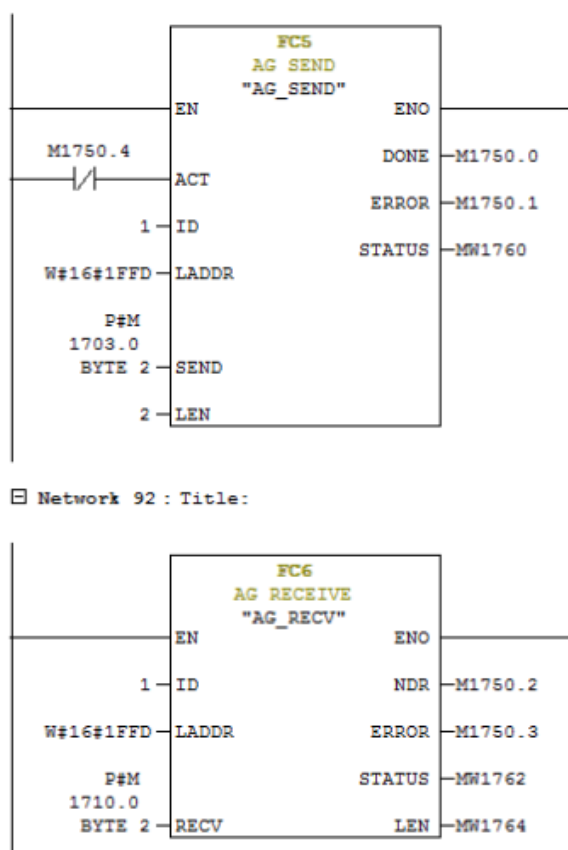 FC5
AG SEND
"AG_SEND"
EN ENO
M1750.4 DONE M1750.0
ACT
ERROR M1750.1
1 ID
STATUS MW1760
W#16#1FFD LADDR
P#M
1703.0
BYTE 2 SEND
2 LEN
Network 92 : Title:
FC6
AG RECEIVE
"AG_RECV"
EN ENO
1 ID NDR M1750.2
W#16#1FFD LADDR ERROR M1750.3
P#M STATUS MW1762
1710.0
BYTE 2 RECV LEN MW1764